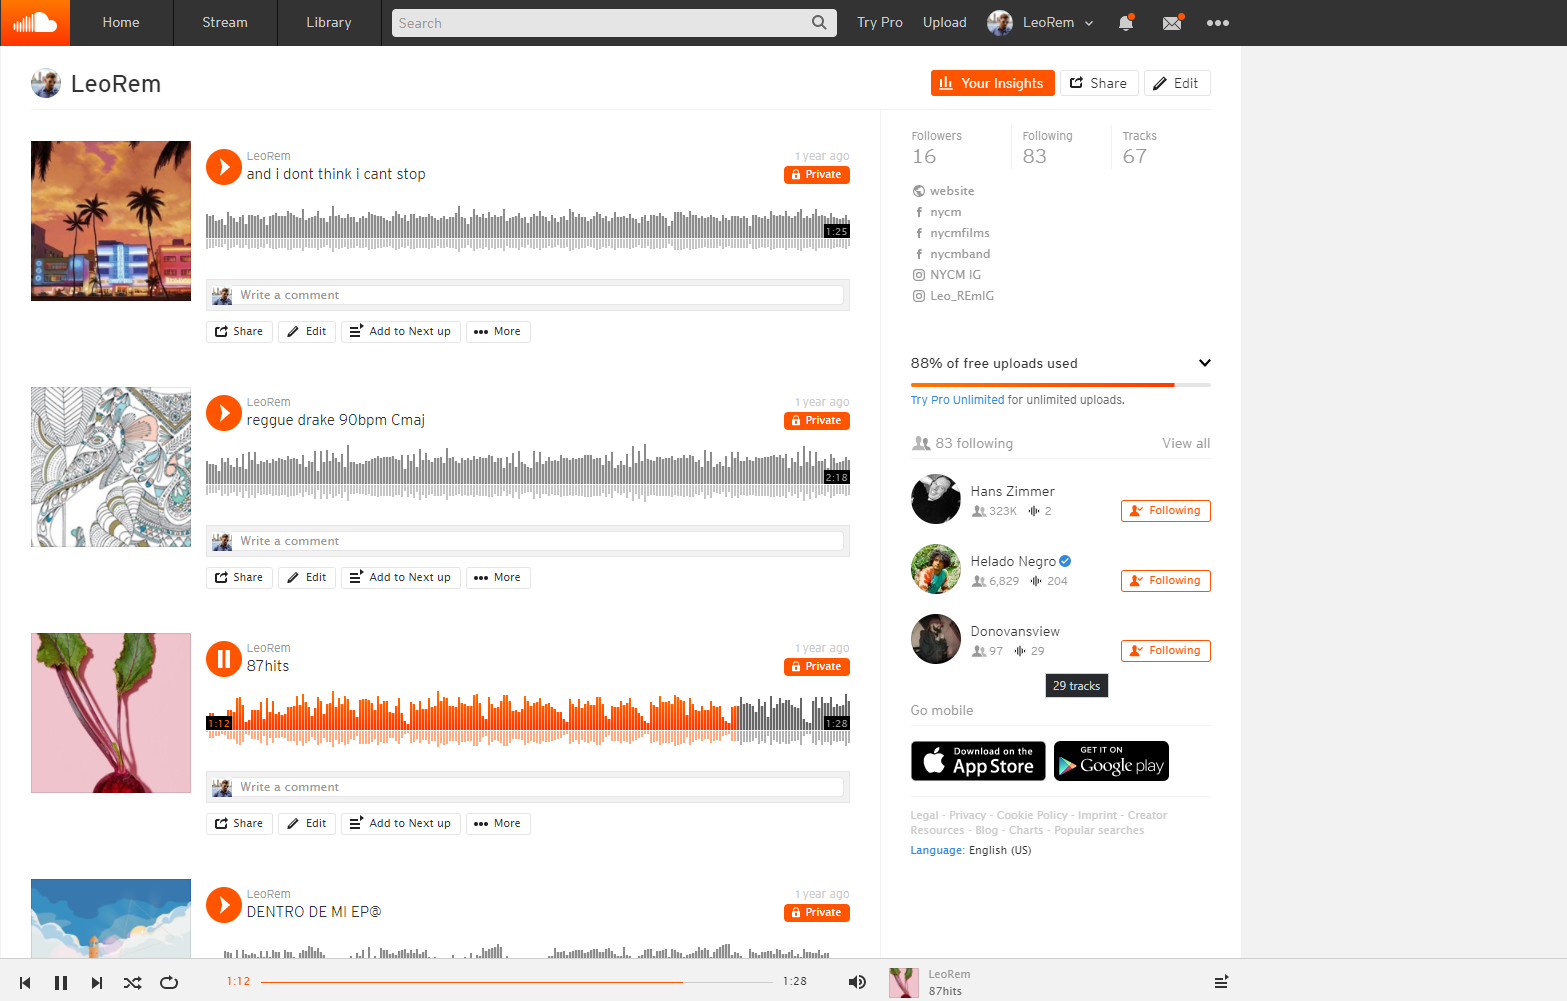 Home
Stream
Library
Search
Try Pro
Upload
LeoRem
LeoRem
Your Insights
Share
Edit
LeoRem
and i dont think i cant stop
1 year ago
Private
1:25
Write a comment
Share
Edit
Add to Next up
More
LeoRem
reggue drake 90bpm Cmaj
1 year ago
Private
2:18
Write a comment
Share
Edit
Add to Next up
More
LeoRem
87hits
1 year ago
Private
1:12
1:28
Write a comment
Share
Edit
Add to Next up
More
LeoRem
DENTRO DE MI EP@
1 year ago
Private
Followers
16
Following
83
Tracks
67
website
nycm
nycmfilms
nycmband
NYCM IG
Leo_REmIG
88% of free uploads used
Try Pro Unlimited for unlimited uploads.
83 following
View all
Hans Zimmer
323K 2
Following
Helado Negro
6,829 204
Following
Donovansview
97 29
Following
29 tracks
Go mobile
Download on the
App Store
GET IT ON
Google play
Legal - Privacy - Cookie Policy - Imprint - Creator
Resources - Blog - Charts - Popular searches
Language: English (US)
1:12
1:28
LeoRem
87hits